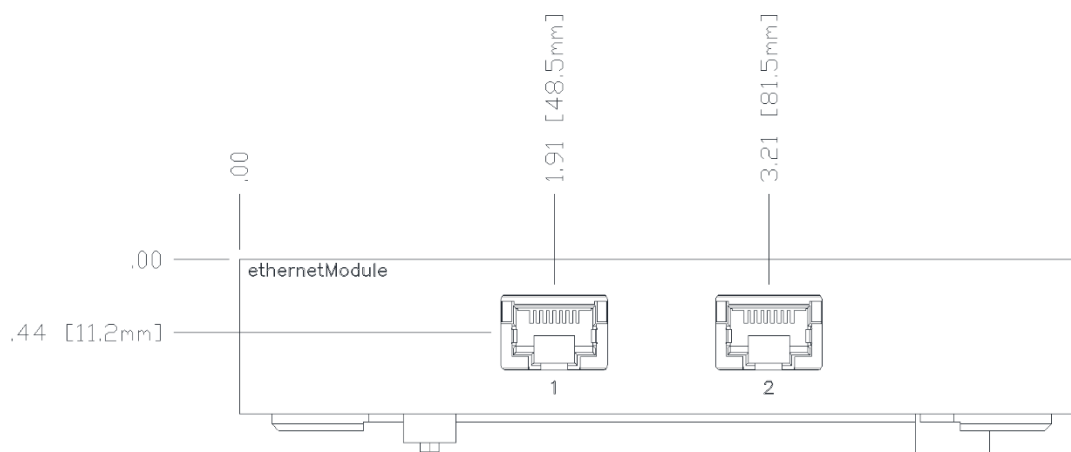 1.91 [48.5mm]
3.21 [81.5mm]
.00
.00
ethernetModule
.44 [11.2mm]
1
2